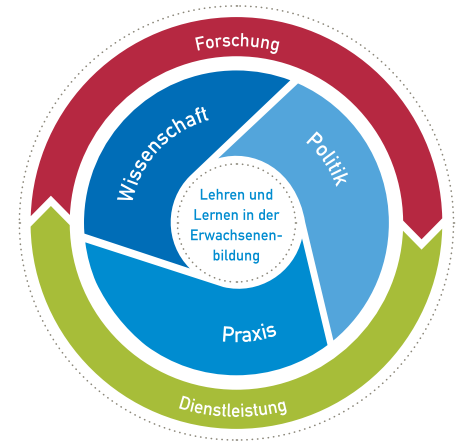 Forschung
Wissenschaft
Politik
Lehren und
Lernen in der
Erwachsenen-
bildung
Praxis
Dienstleistung